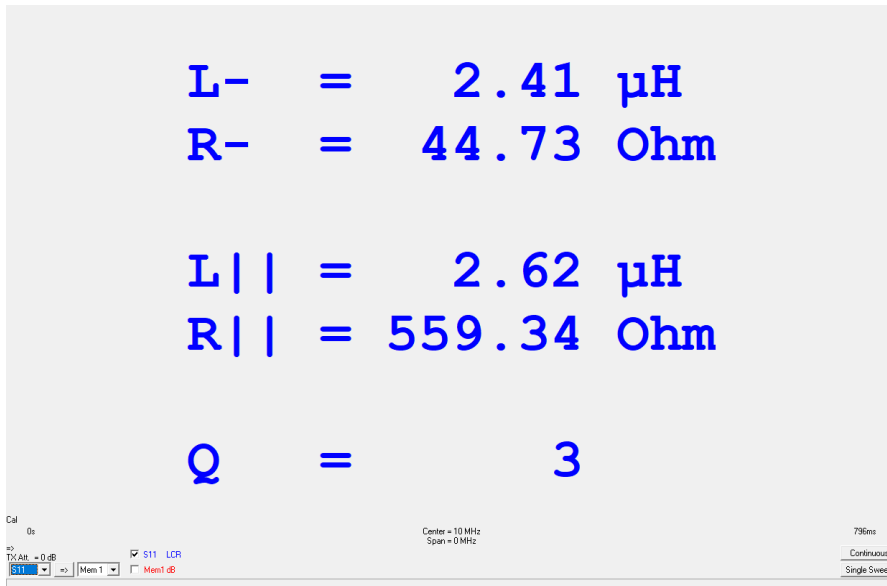 L- = 2.41 µH
R- = 44.73 Ohm
L|| = 2.62 µH
R|| = 559.34 Ohm
Q = 3
Cal
0s
Center = 10 MHz
Span = 0 MHz
796ms
=>
TX Att. = 0 dB
S11 LCR
Continuous
S11 => Mem 1
Mem1 dB
Single Swee